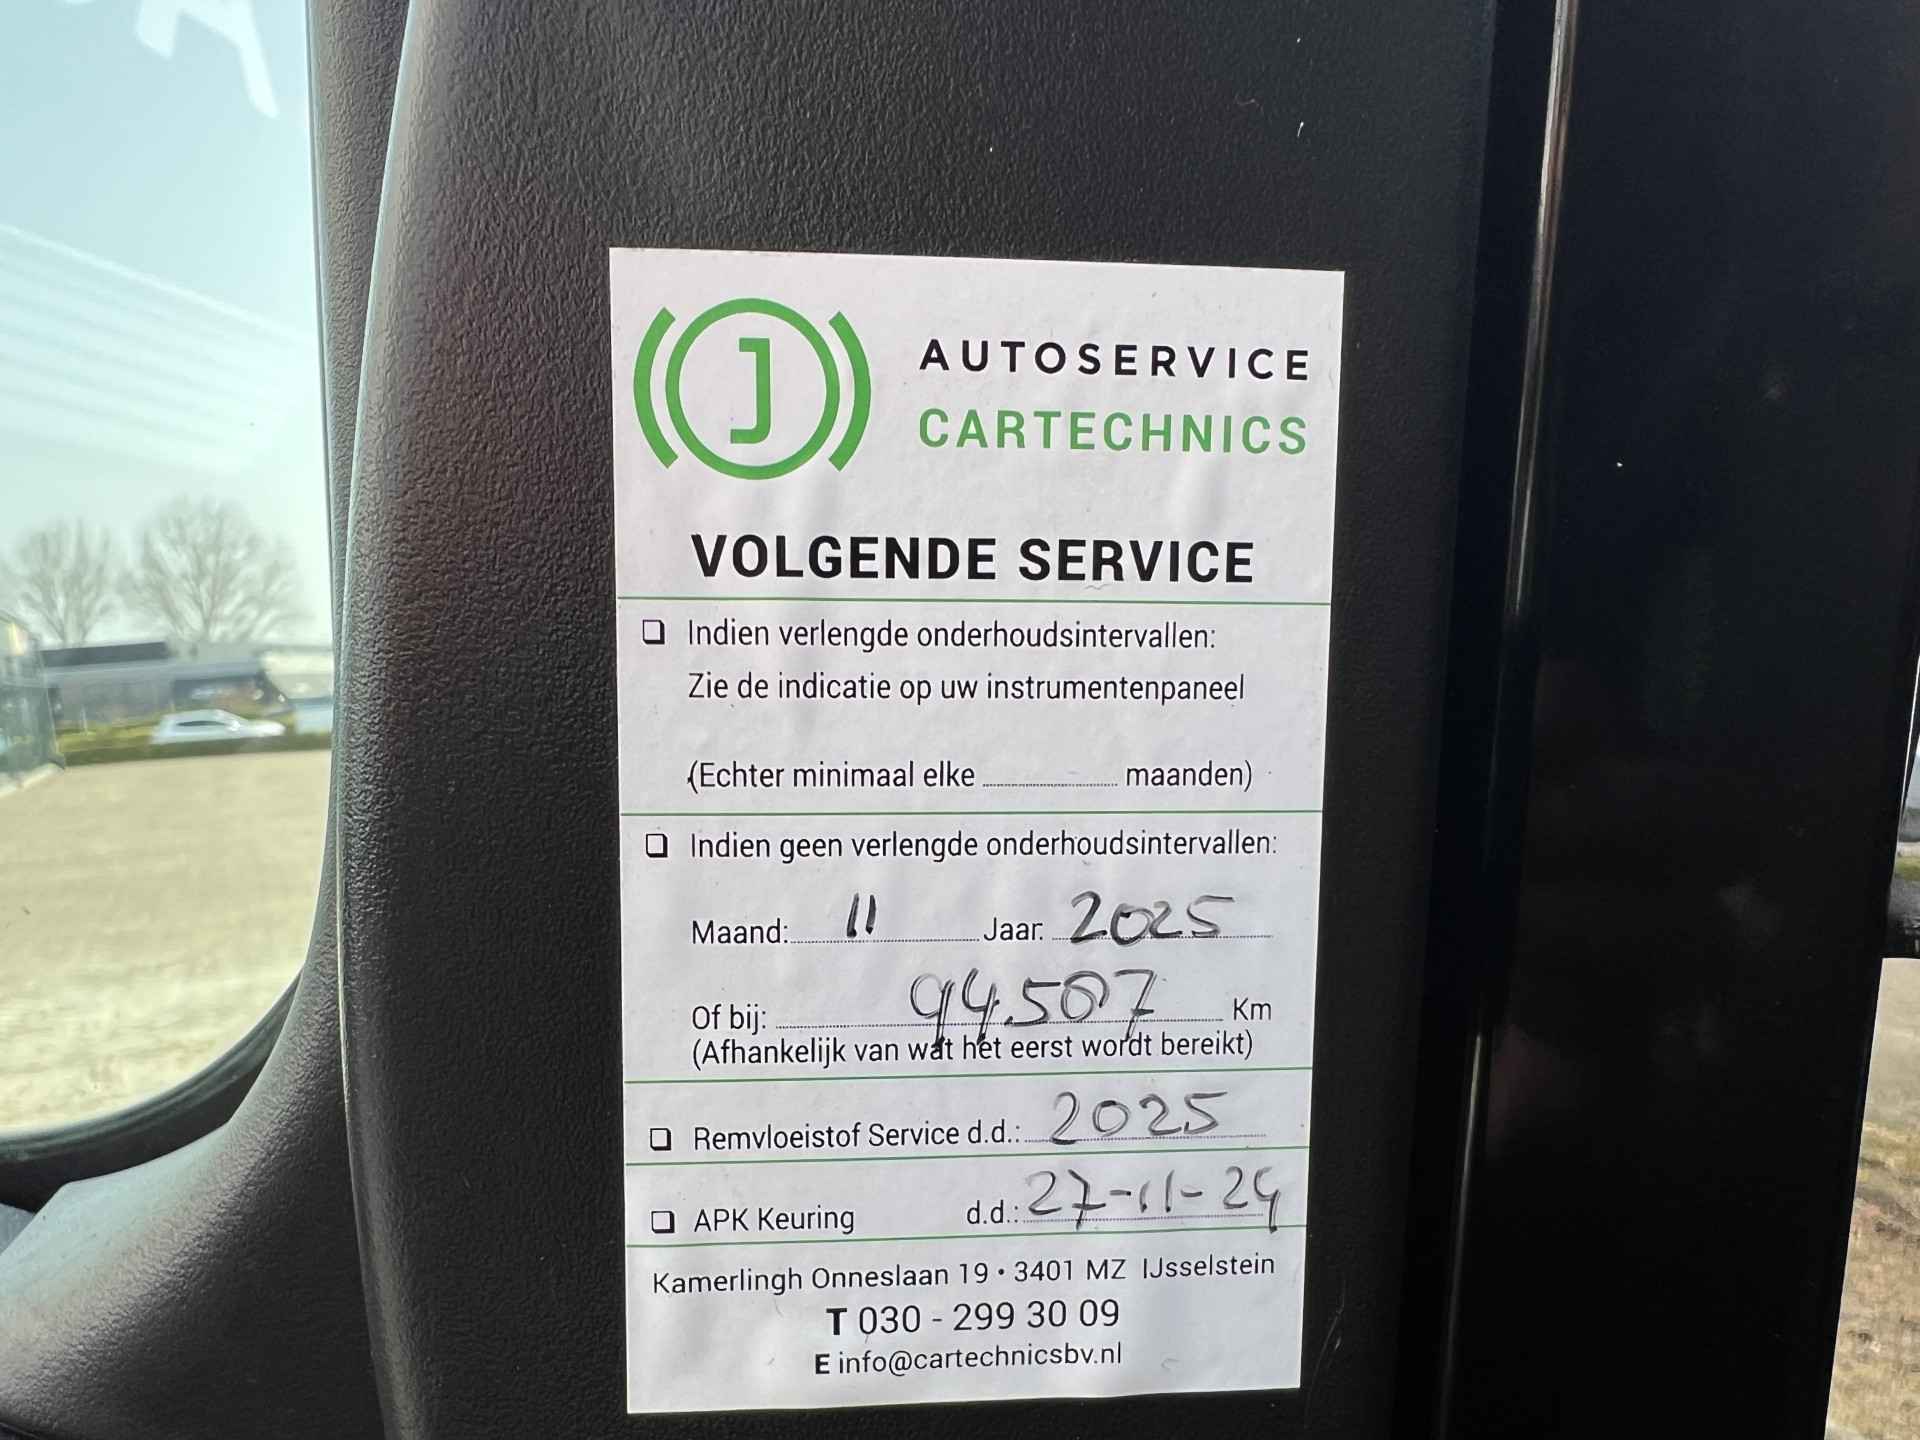 J
AUTOSERVICE
CARTECHNICS
VOLGENDE SERVICE
Indien verlengde onderhoudsintervallen:
Zie de indicatie op uw instrumentenpaneel
(Echter minimaal elke ........ maanden)
Indien geen verlengde onderhoudsintervallen:
Maand: 11 Jaar: 2025
Of bij: 94.507 Km
(Afhankelijk van wat het eerst wordt bereikt)
Remvloeistof Service d.d.: 2025
APK Keuring d.d.: 27-11-24
Kamerlingh Onneslaan 19 • 3401 MZ IJsselstein
T 030 - 299 30 09
E info@cartechnicsbv.nl